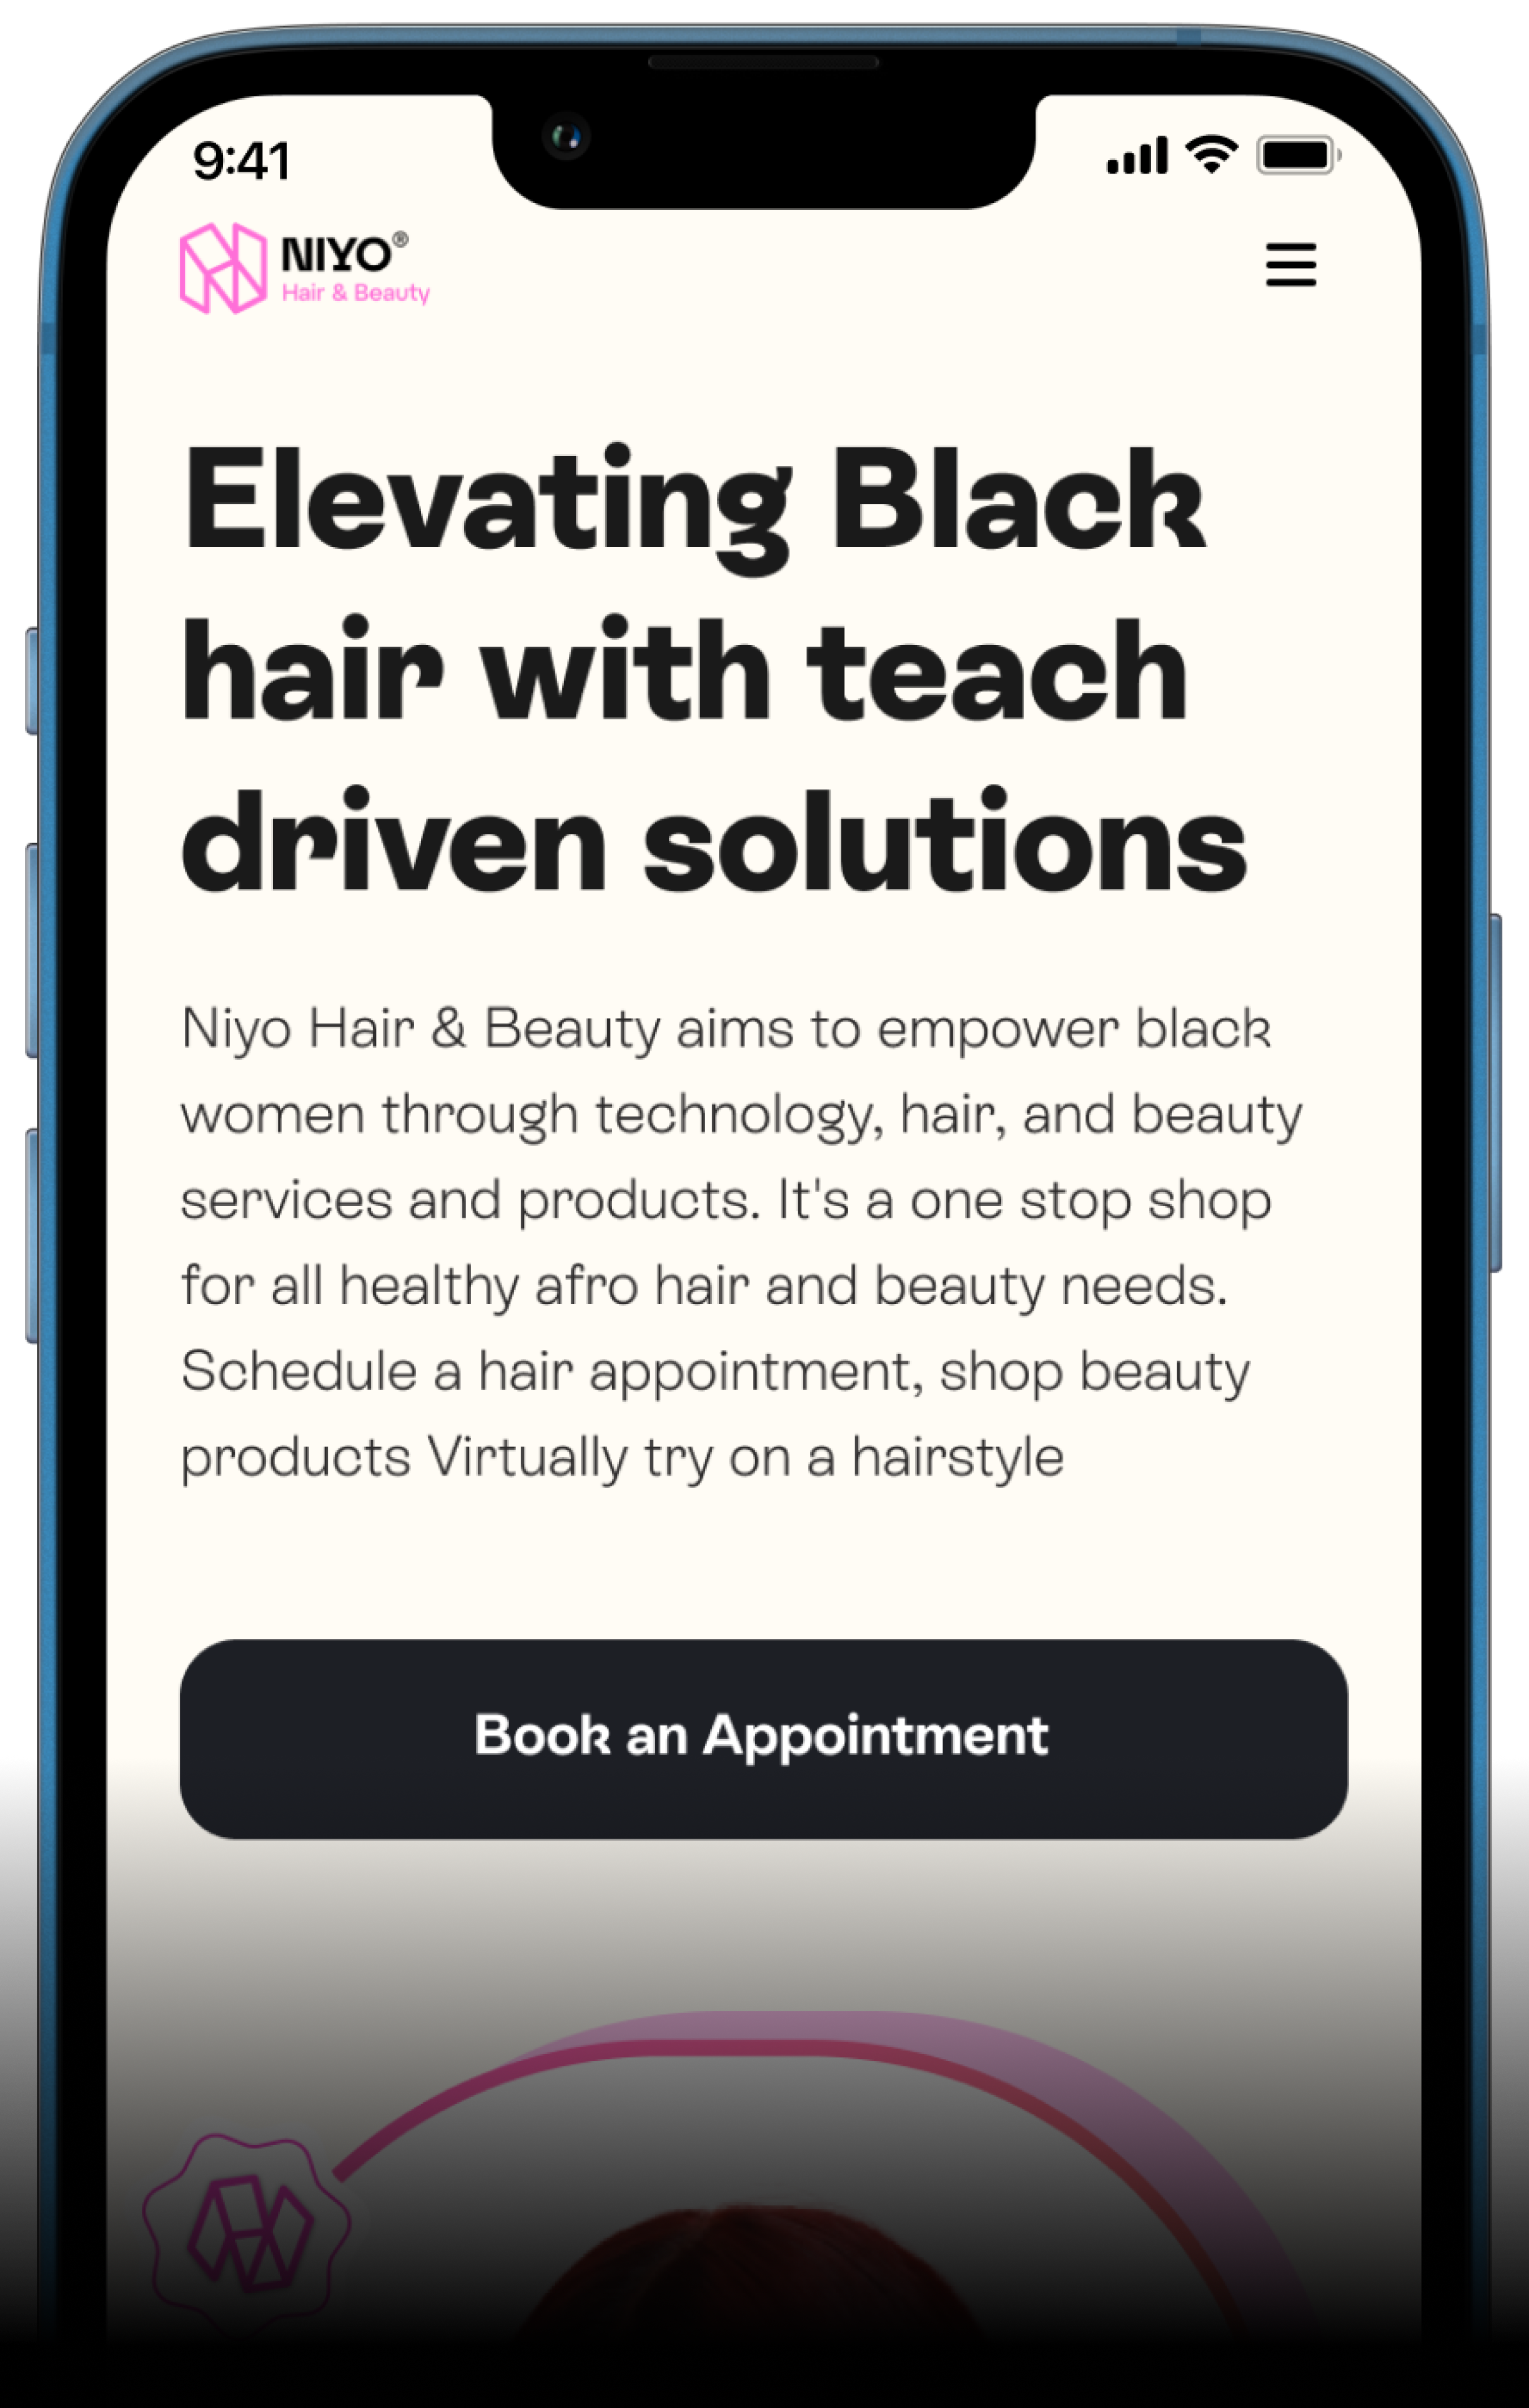 9:41
NIYO®
Hair & Beauty
Elevating Black
hair with teach
driven solutions
Niyo Hair & Beauty aims to empower black
women through technology, hair, and beauty
services and products. It's a one stop shop
for all healthy afro hair and beauty needs.
Schedule a hair appointment, shop beauty
products Virtually try on a hairstyle
Book an Appointment